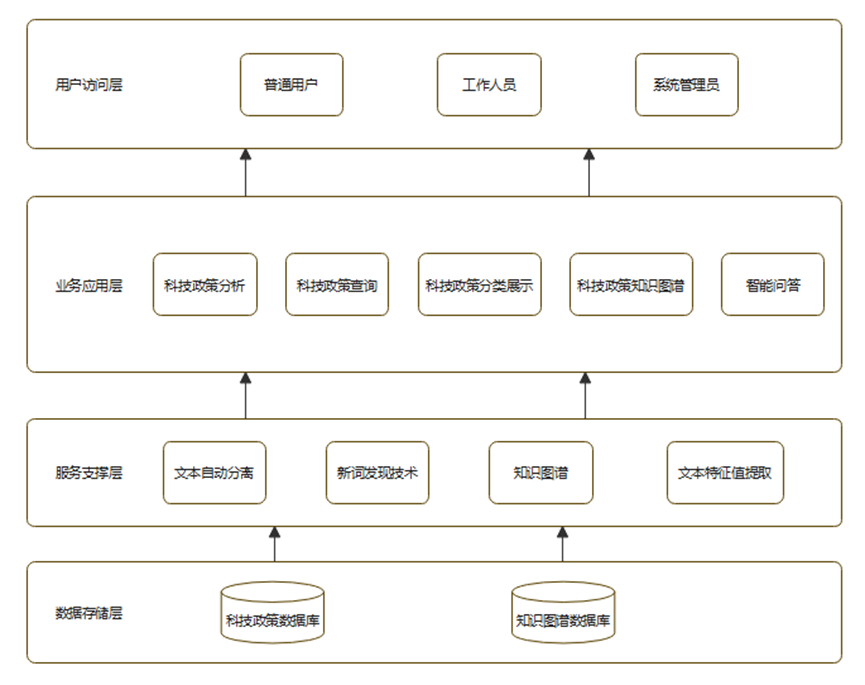 用户访问层
普通用户
工作人员
系统管理员
业务应用层
科技政策分析
科技政策查询
科技政策分类展示
科技政策知识图谱
智能问答
服务支撑层
文本自动分离
新词发现技术
知识图谱
文本特征值提取
数据存储层
科技政策数据库
知识图谱数据库